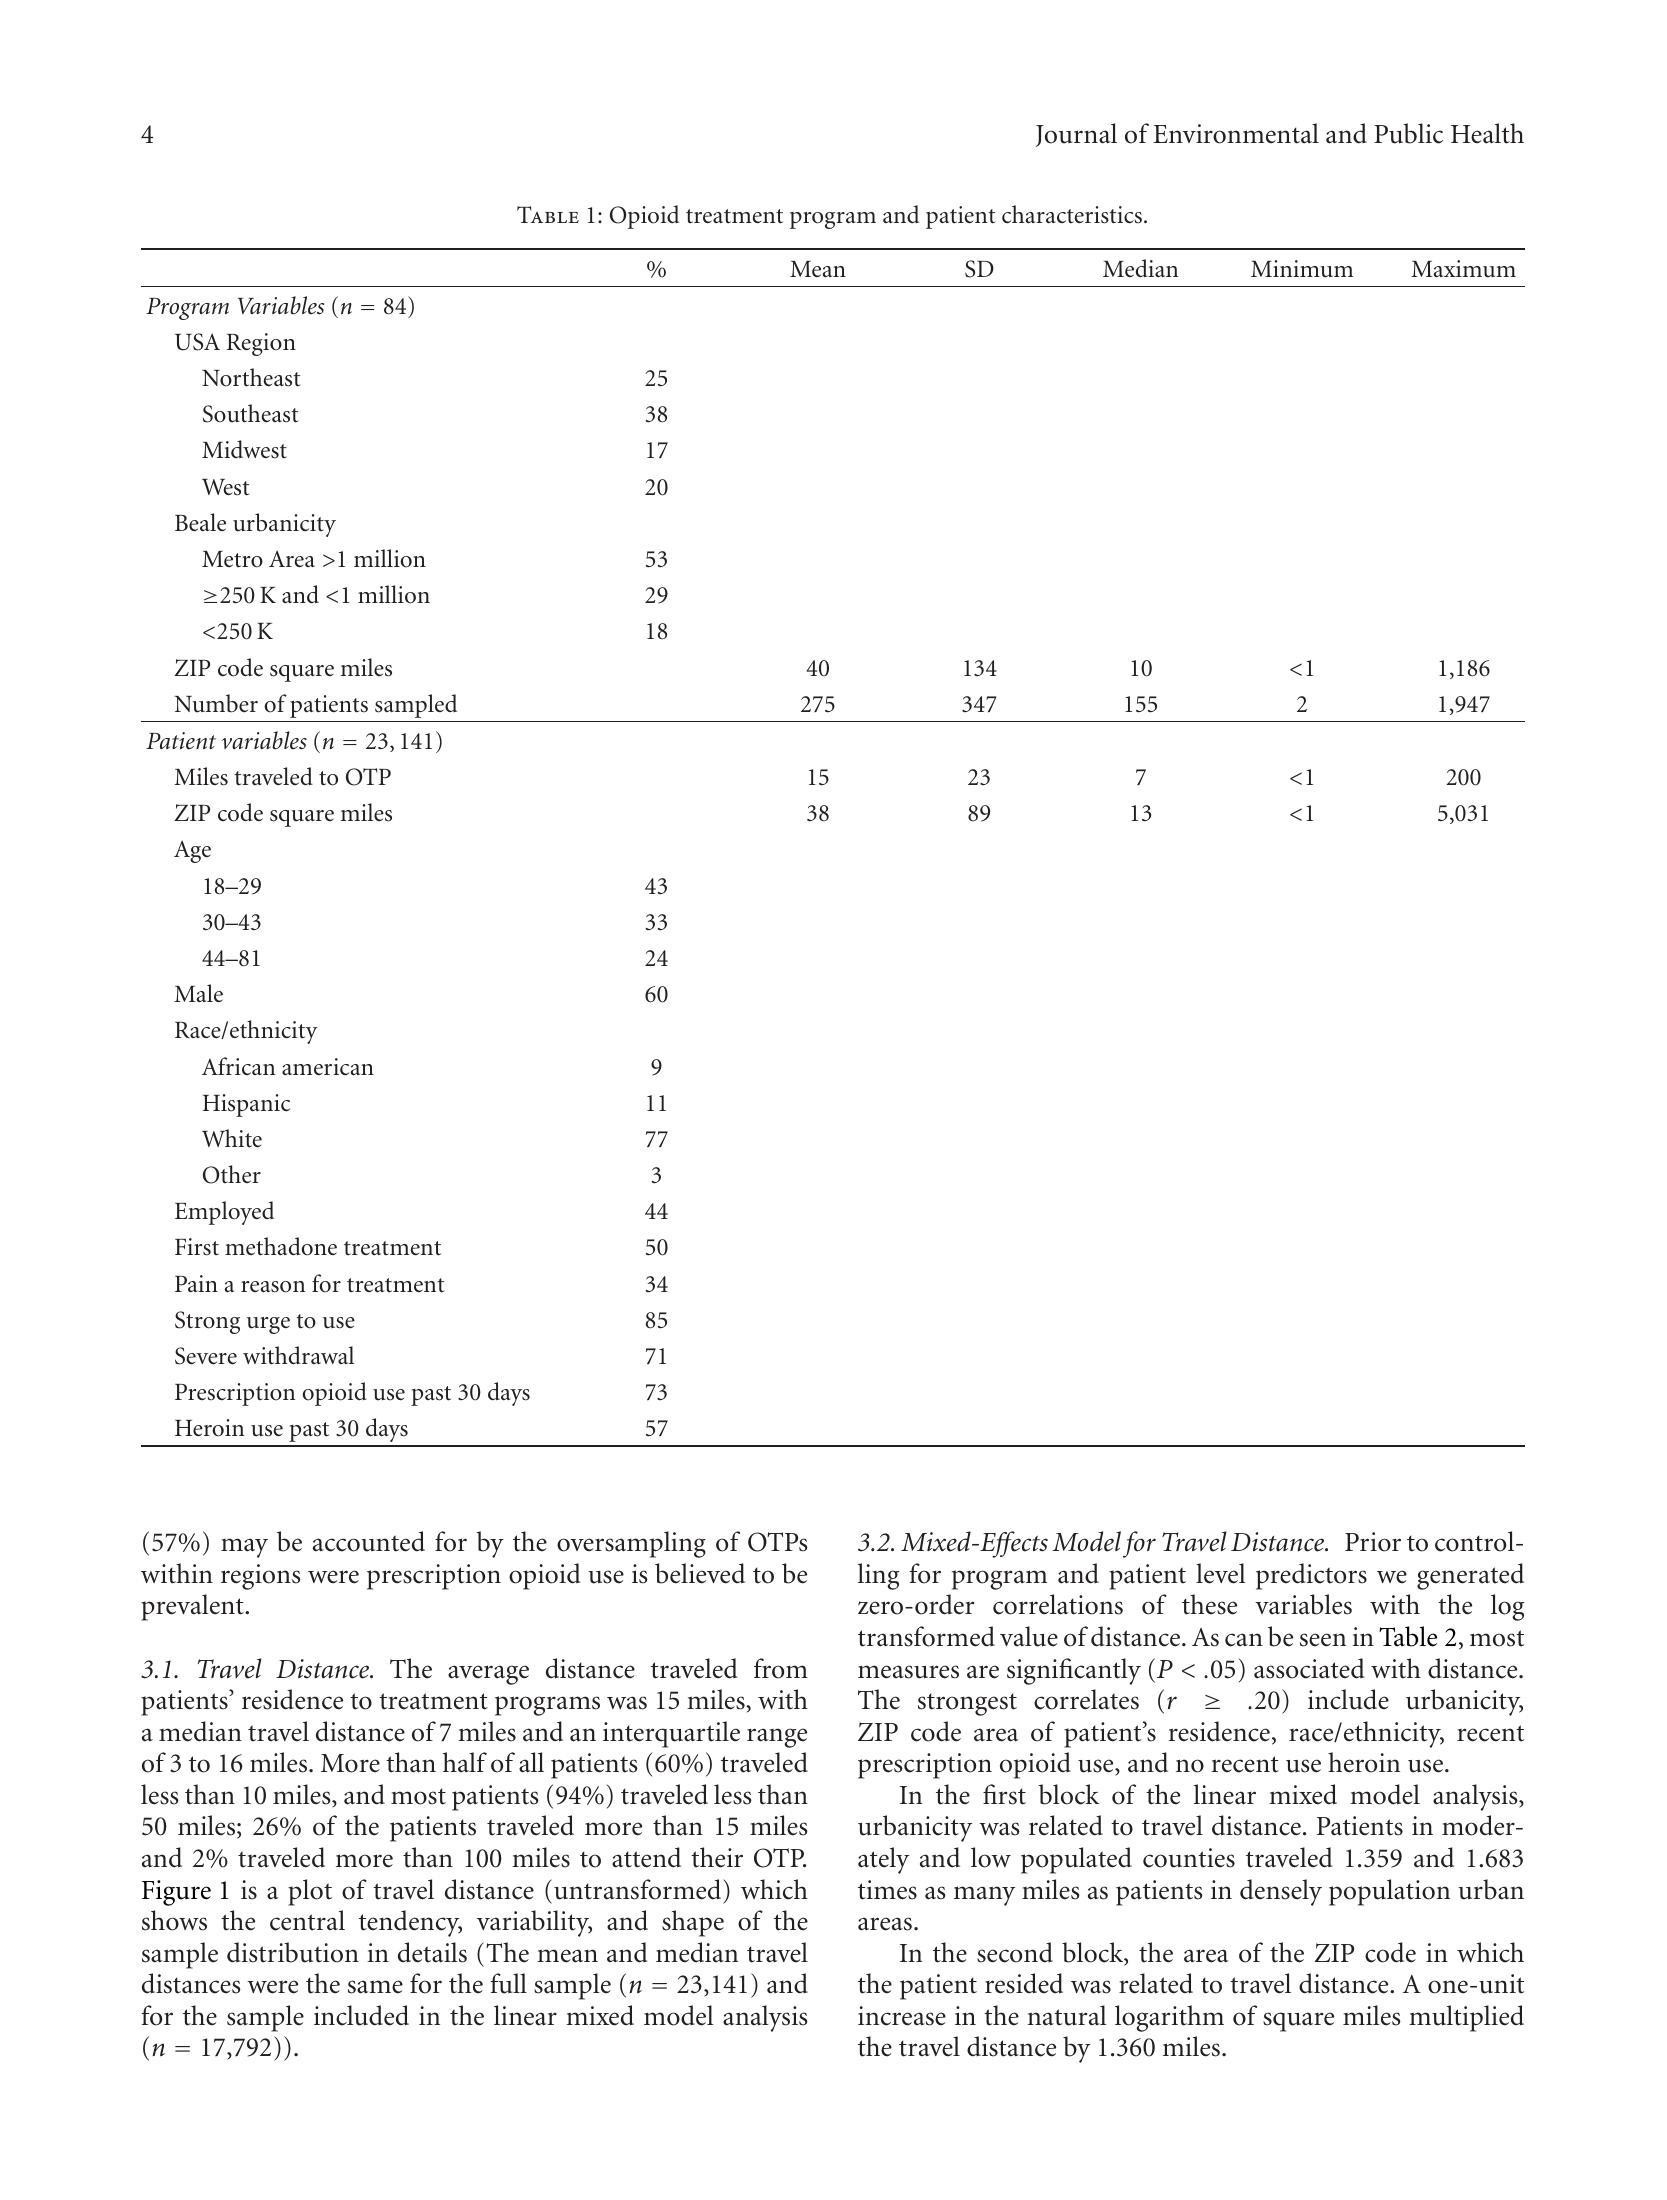 4
Journal of Environmental and Public Health
TABLE 1: Opioid treatment program and patient characteristics.
% Mean SD Median Minimum Maximum
Program Variables (n = 84)
USA Region
Northeast 25
Southeast 38
Midwest 17
West 20
Beale urbanicity
Metro Area >1 million 53
≥250 K and <1 million 29
<250 K 18
ZIP code square miles 40 134 10 <1 1,186
Number of patients sampled 275 347 155 2 1,947
Patient variables (n = 23, 141)
Miles traveled to OTP 15 23 7 <1 200
ZIP code square miles 38 89 13 <1 5,031
Age
18–29 43
30–43 33
44–81 24
Male 60
Race/ethnicity
African american 9
Hispanic 11
White 77
Other 3
Employed 44
First methadone treatment 50
Pain a reason for treatment 34
Strong urge to use 85
Severe withdrawal 71
Prescription opioid use past 30 days 73
Heroin use past 30 days 57
(57%) may be accounted for by the oversampling of OTPs
within regions were prescription opioid use is believed to be
prevalent.
3.1. Travel Distance. The average distance traveled from
patients’ residence to treatment programs was 15 miles, with
a median travel distance of 7 miles and an interquartile range
of 3 to 16 miles. More than half of all patients (60%) traveled
less than 10 miles, and most patients (94%) traveled less than
50 miles; 26% of the patients traveled more than 15 miles
and 2% traveled more than 100 miles to attend their OTP.
Figure 1 is a plot of travel distance (untransformed) which
shows the central tendency, variability, and shape of the
sample distribution in details (The mean and median travel
distances were the same for the full sample (n = 23,141) and
for the sample included in the linear mixed model analysis
(n = 17,792)).
3.2. Mixed-Effects Model for Travel Distance. Prior to control-
ling for program and patient level predictors we generated
zero-order correlations of these variables with the log
transformed value of distance. As can be seen in Table 2, most
measures are significantly (P < .05) associated with distance.
The strongest correlates (r ≥ .20) include urbanicity,
ZIP code area of patient’s residence, race/ethnicity, recent
prescription opioid use, and no recent use heroin use.
In the first block of the linear mixed model analysis,
urbanicity was related to travel distance. Patients in moder-
ately and low populated counties traveled 1.359 and 1.683
times as many miles as patients in densely population urban
areas.
In the second block, the area of the ZIP code in which
the patient resided was related to travel distance. A one-unit
increase in the natural logarithm of square miles multiplied
the travel distance by 1.360 miles.